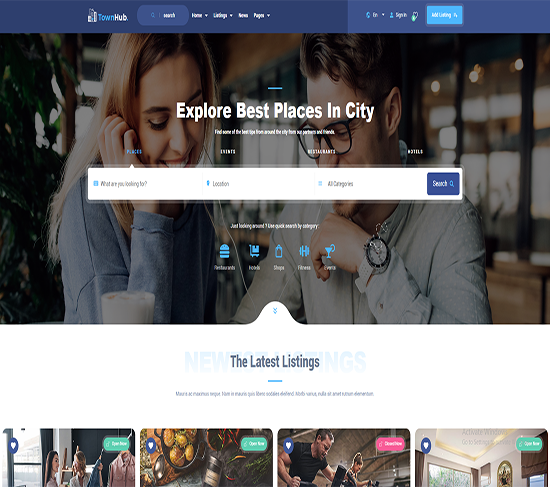 TownHub.
search
Home
Listings
News
Pages
En
Sign In
Add Listing
Explore Best Places In City
Find some of the best tips from around the city from our partners and friends.
PLACES
EVENTS
RESTAURANTS
HOTELS
What are you looking for?
Location
All Categories
Search
Just looking around ? Use quick search by category :
Restaurants
Hotels
Shops
Fitness
Events
The Latest Listings
Mauris ac maximus neque. Nam in mauris quis libero sodales eleifend. Morbi varius, nulla sit amet rutrum elementum.
Open Now
Open Now
Closed Now
Open Now
Activate Windows